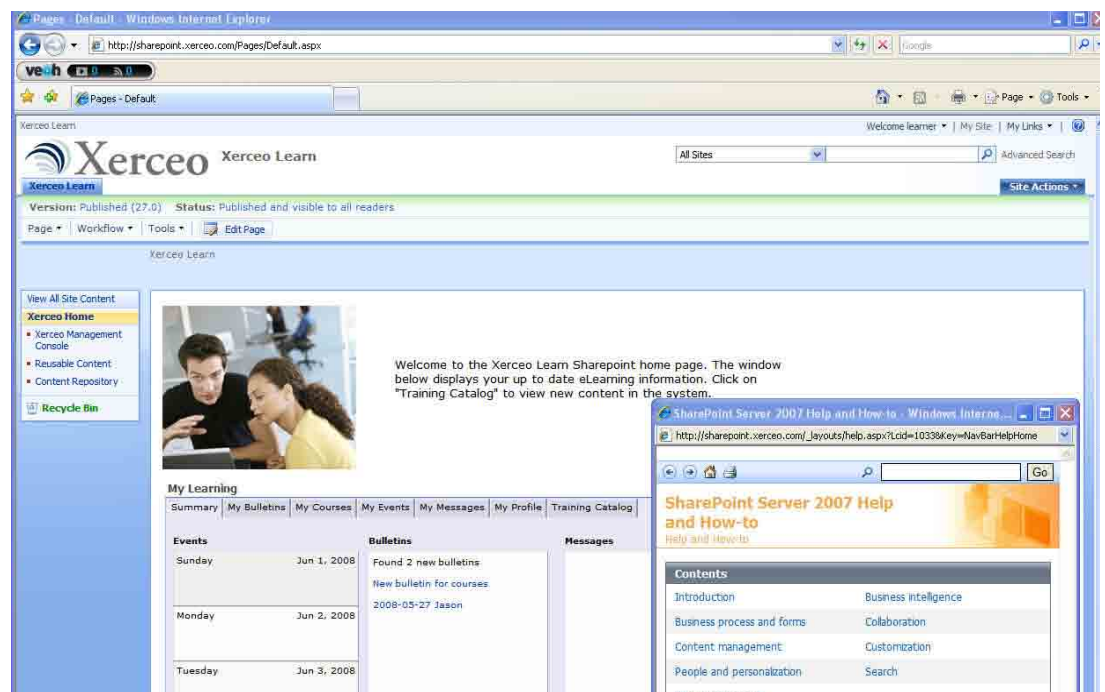 Pages - Default - Windows Internet Explorer
http://sharepoint.xerceo.com/Pages/Default.aspx
Google
veoh 0 0
Pages - Default
Page Tools
Xerceo Learn
Welcome learner | My Site | My Links |
Xerceo Xerceo Learn
All Sites
Advanced Search
Xerceo Learn
Site Actions
Version: Published (27.0) Status: Published and visible to all readers
Page Workflow Tools Edit Page
Xerceo Learn
View All Site Content
Xerceo Home
Xerceo Management
Console
Reusable Content
Content Repository
Recycle Bin
Welcome to the Xerceo Learn Sharepoint home page. The window
below displays your up to date eLearning information. Click on
"Training Catalog" to view new content in the system.
My Learning
Summary My Bulletins My Courses My Events My Messages My Profile Training Catalog
Events Bulletins Messages
Sunday Jun 1, 2008
Found 2 new bulletins
New bulletin for courses
2008-05-27 Jason
Monday Jun 2, 2008
Tuesday Jun 3, 2008
SharePoint Server 2007 Help and How-to - Windows Interne...
http://sharepoint.xerceo.com/_layouts/help.aspx?Lcid=1033&Key=NavBarHelpHome
Go
SharePoint Server 2007 Help
and How-to
Help and How-to
Contents
Introduction Business intelligence
Business process and forms Collaboration
Content management Customization
People and personalization Search